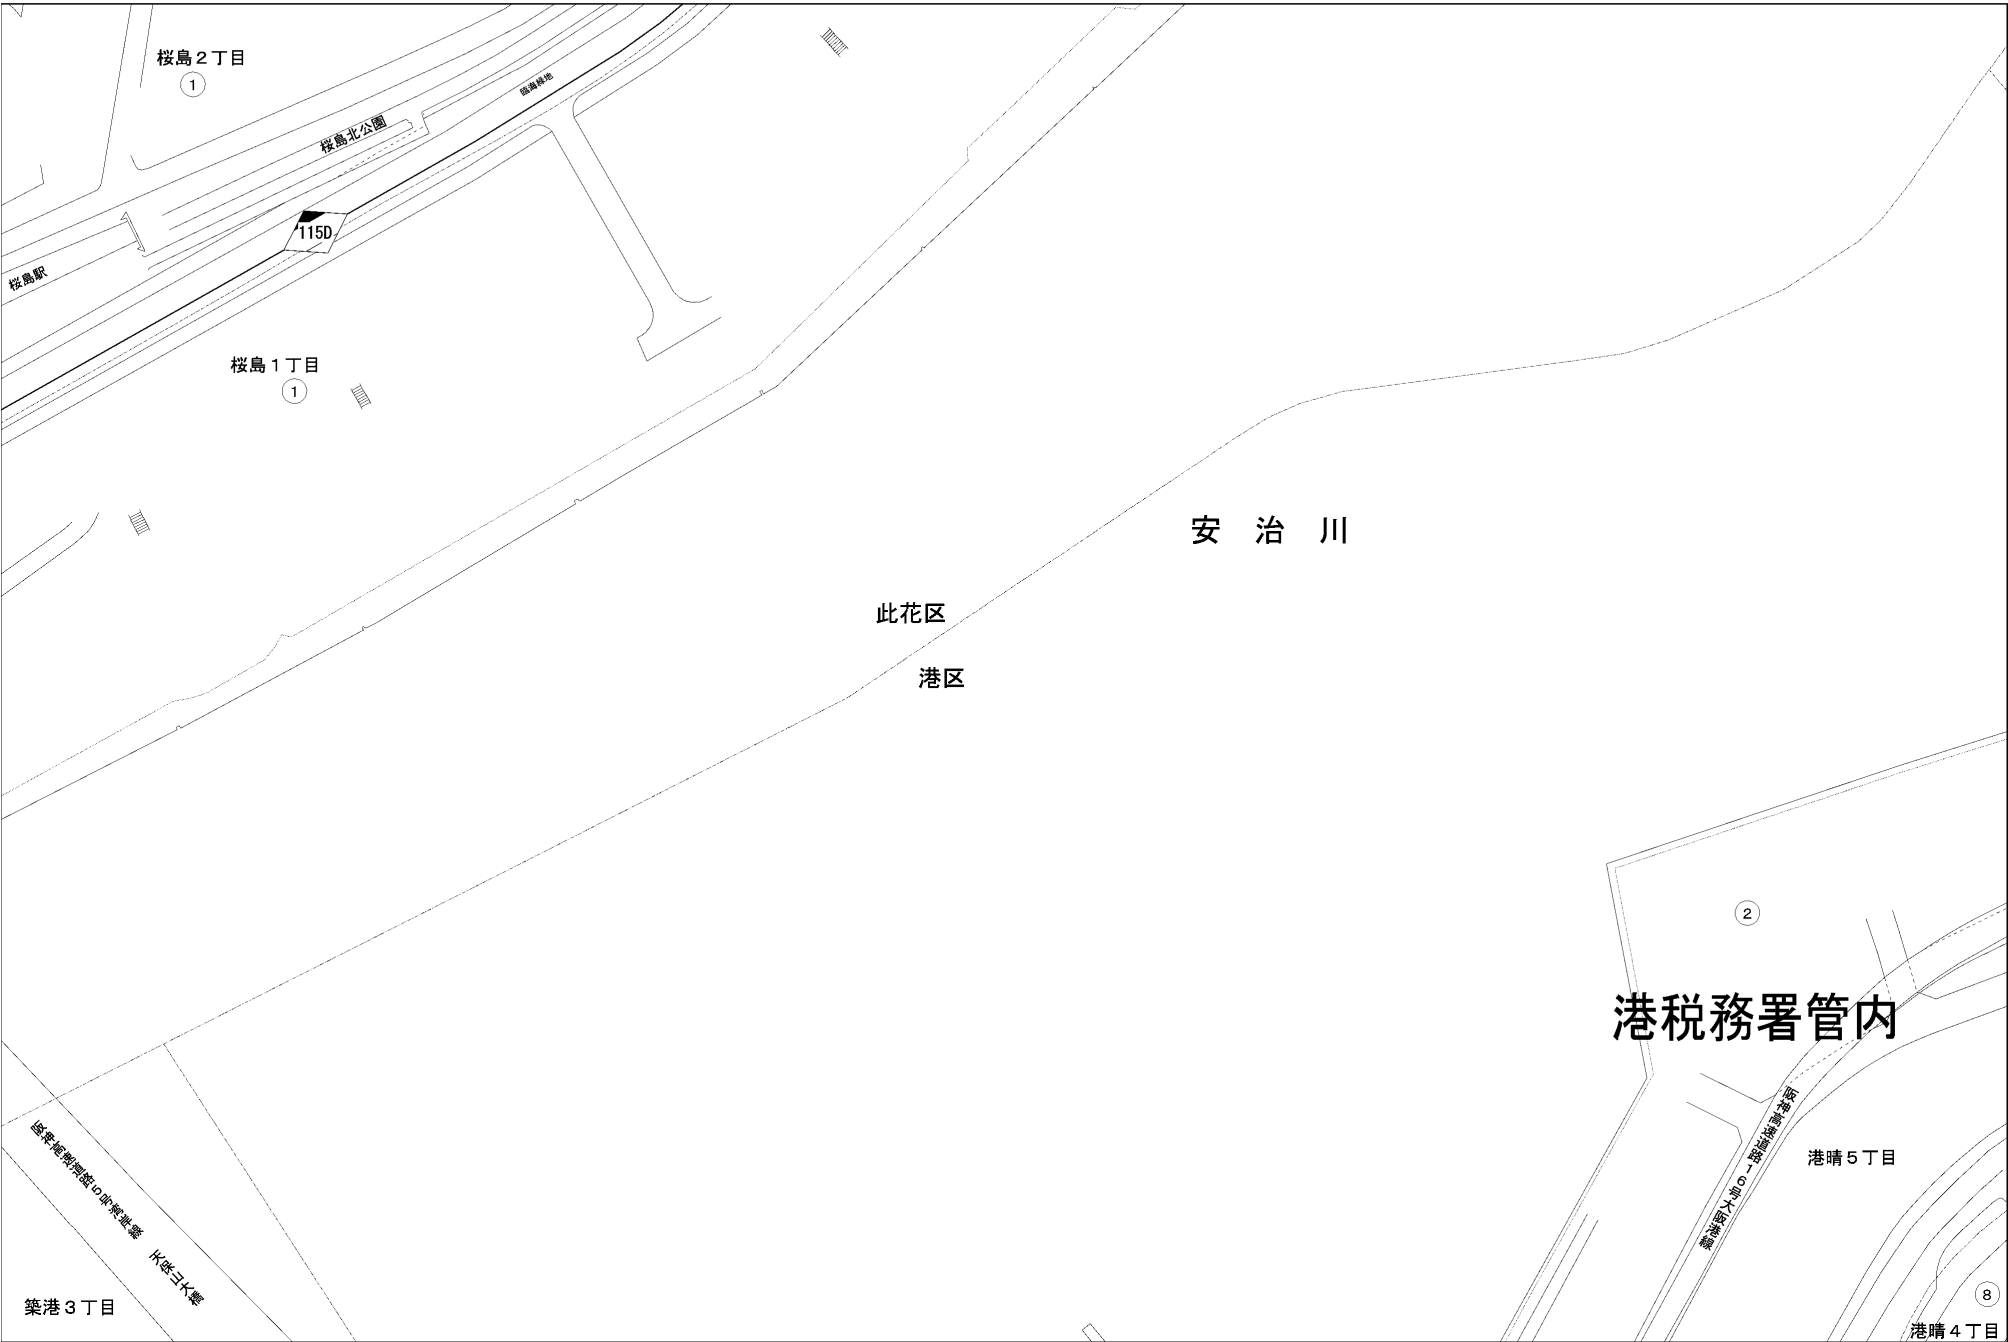 桜島2丁目
1
臨海緑地
桜島北公園
115D
桜島駅
桜島1丁目
1
安治川
此花区
港区
2
港税務署管内
阪神高速道路16号大阪港線
阪神高速道路5号湾岸線 天保山大橋
港晴5丁目
築港3丁目
8
港晴4丁目